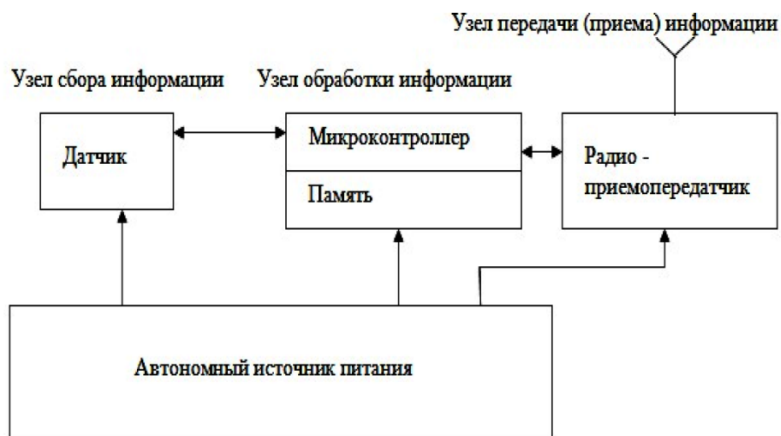 Узел передачи (приема) информации
Узел сбора информации
Узел обработки информации
Датчик
Микроконтроллер
Память
Радио -
приемопередатчик
Автономный источник питания